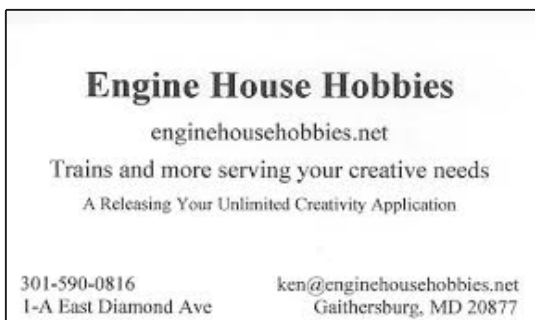 Engine House Hobbies
enginehousehobbies.net
Trains and more serving your creative needs
A Releasing Your Unlimited Creativity Application
301-590-0816
ken@enginehousehobbies.net
1-A East Diamond Ave
Gaithersburg, MD 20877